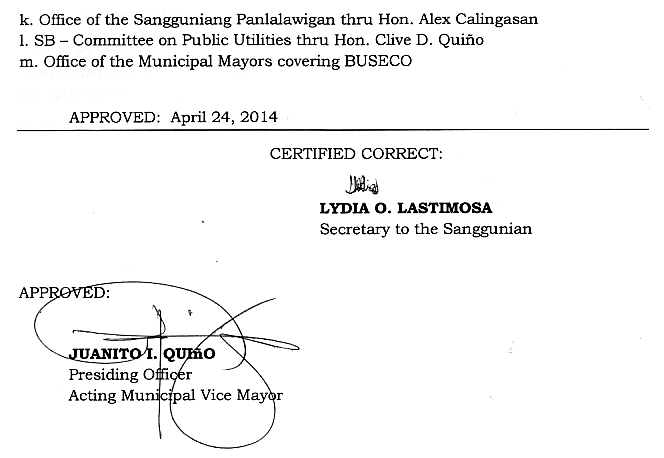 k. Office of the Sangguniang Panlalawigan thru Hon. Alex Calingasan
l. SB – Committee on Public Utilities thru Hon. Clive D. Quiño
m. Office of the Municipal Mayors covering BUSECO
APPROVED: April 24, 2014
CERTIFIED CORRECT:
LYDIA O. LASTIMOSA
Secretary to the Sanggunian
APPROVED:
JUANITO I. QUIñO
Presiding Officer
Acting Municipal Vice Mayor